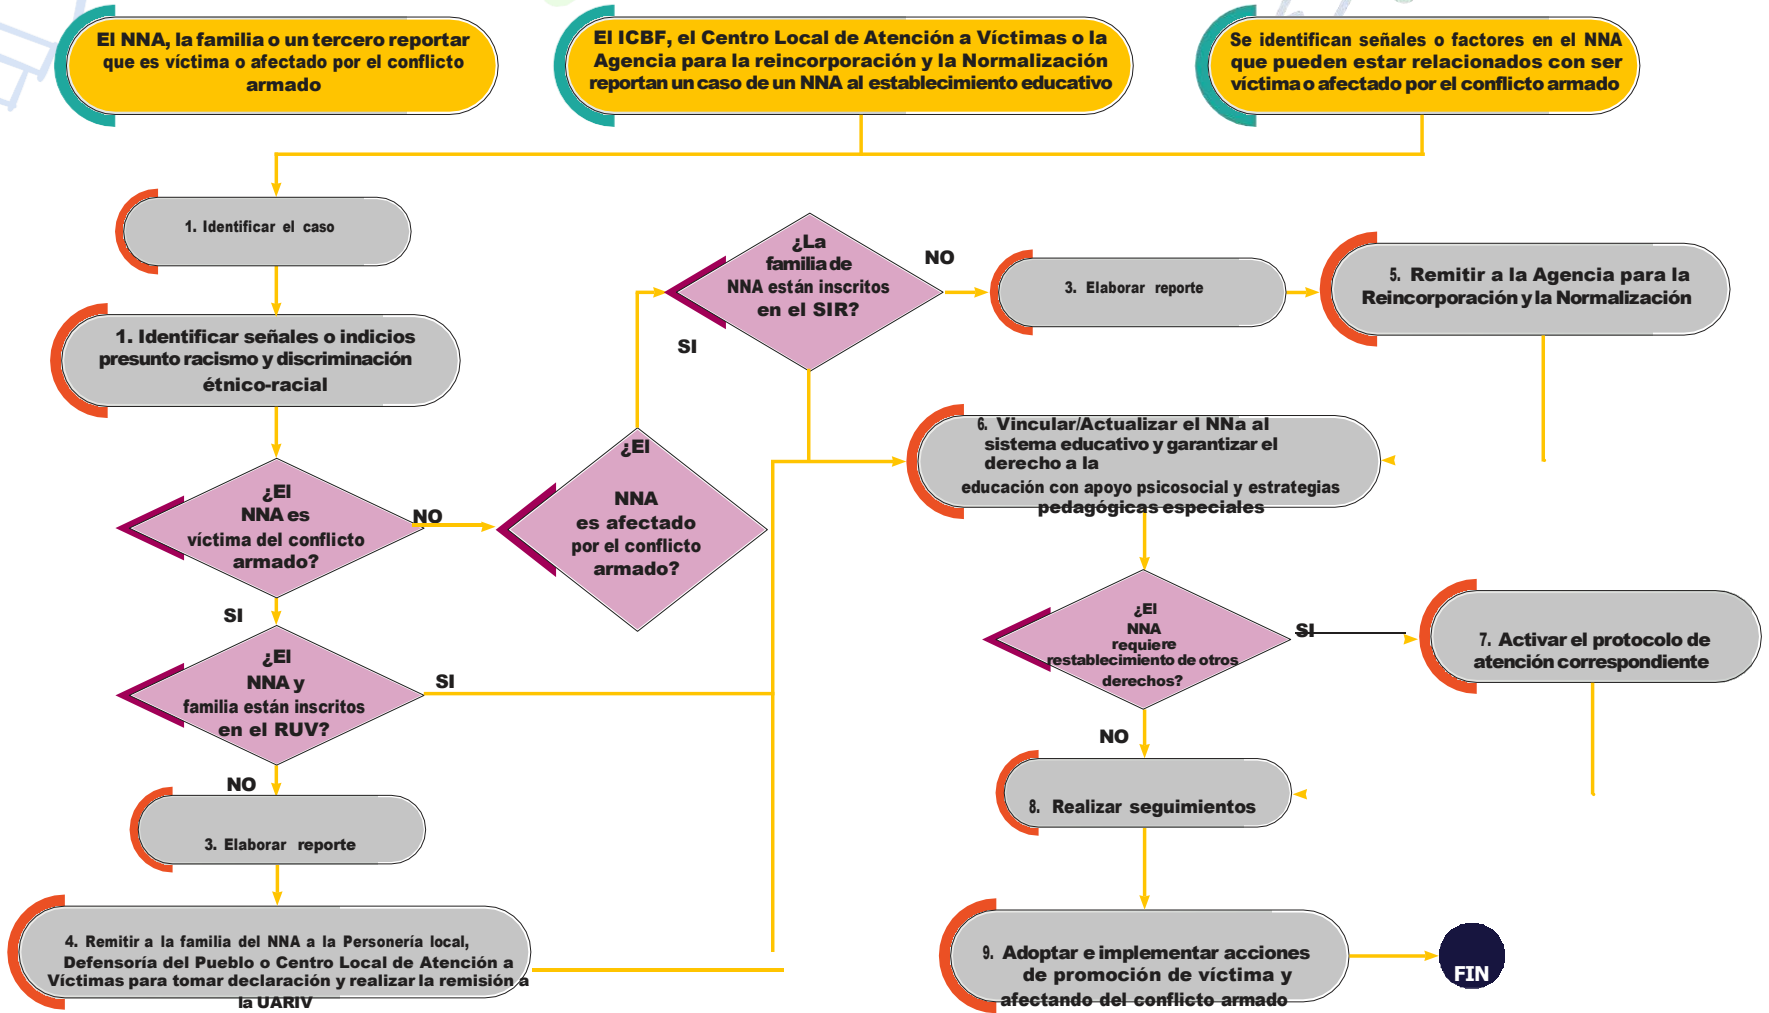 El NNA, la familia o un tercero reportar
que es víctima o afectado por el conflicto
armado
El ICBF, el Centro Local de Atención a Víctimas o la
Agencia para la reincorporación y la Normalización
reportan un caso de un NNA al establecimiento educativo
Se identifican señales o factores en el NNA
que pueden estar relacionados con ser
víctima o afectado por el conflicto armado
1. Identificar el caso
1. Identificar señales o indicios
presunto racismo y discriminación
étnico-racial
¿El
NNA es
víctima del conflicto
armado?
NO
SI
¿El
NNA y
familia están inscritos
en el RUV?
SI
NO
3. Elaborar reporte
4. Remitir a la familia del NNA a la Personería local,
Defensoría del Pueblo o Centro Local de Atención a
Víctimas para tomar declaración y realizar la remisión a
la UARIV
¿El
NNA
es afectado
por el conflicto
armado?
SI
¿La
familia de
NNA están inscritos
en el SIR?
NO
3. Elaborar reporte
5. Remitir a la Agencia para la
Reincorporación y la Normalización
6. Vincular/Actualizar el NNa al
sistema educativo y garantizar el
derecho a la
educación con apoyo psicosocial y estrategias
pedagógicas especiales
¿El
NNA
requiere
restablecimiento de otros
derechos?
SI
7. Activar el protocolo de
atención correspondiente
NO
8. Realizar seguimientos
9. Adoptar e implementar acciones
de promoción de víctima y
afectando del conflicto armado
FIN